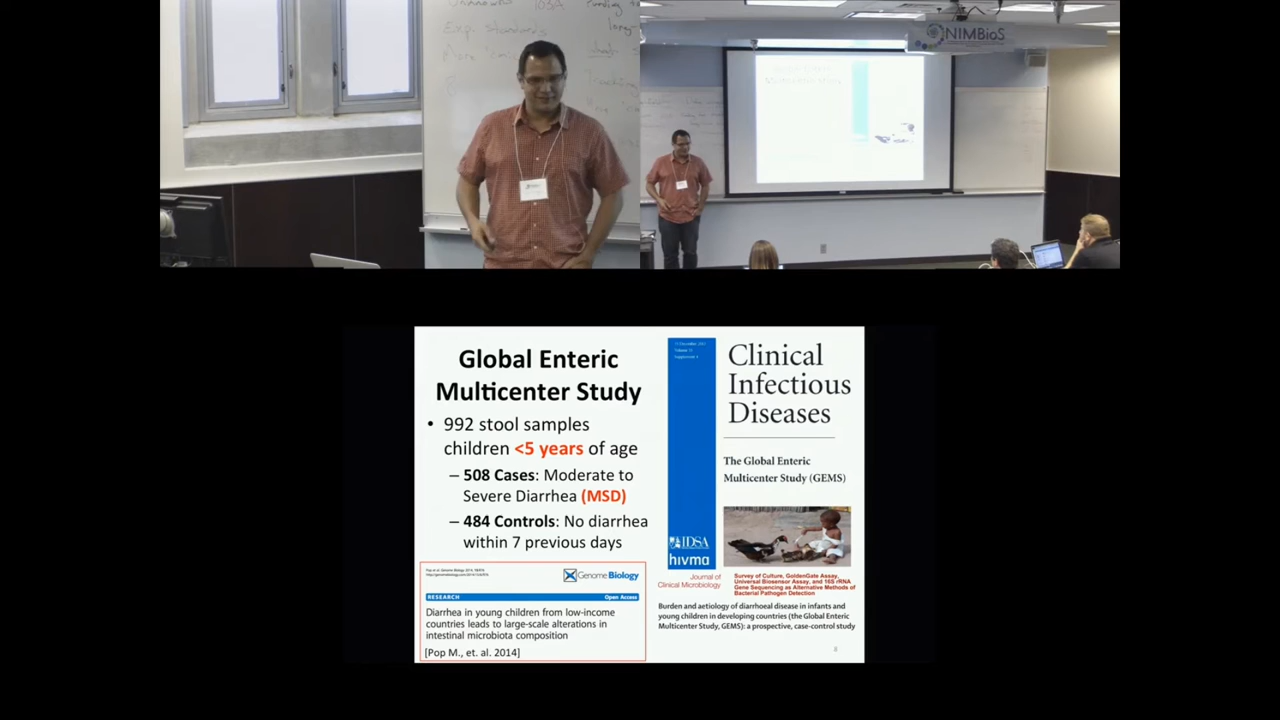 Exp. standards
NIMBioS
Global Enteric
Multicenter Study
• 992 stool samples
children <5 years of age
– 508 Cases: Moderate to
Severe Diarrhea (MSD)
– 484 Controls: No diarrhea
within 7 previous days
Genome Biology
RESEARCH
Open Access
Diarrhea in young children from low-income
countries leads to large-scale alterations in
intestinal microbiota composition
[Pop M., et. al. 2014]
Clinical
Infectious
Diseases
The Global Enteric
Multicenter Study (GEMS)
IDSA
hivma
Journal of
Clinical Microbiology
Survey of Culture, GoldenGate Assay,
Universal Biosensor Assay, and 16S rRNA
Gene Sequencing as Alternative Methods of
Bacterial Pathogen Detection
Burden and aetiology of diarrhoeal disease in infants and
young children in developing countries (the Global Enteric
Multicenter Study, GEMS): a prospective, case-control study
8